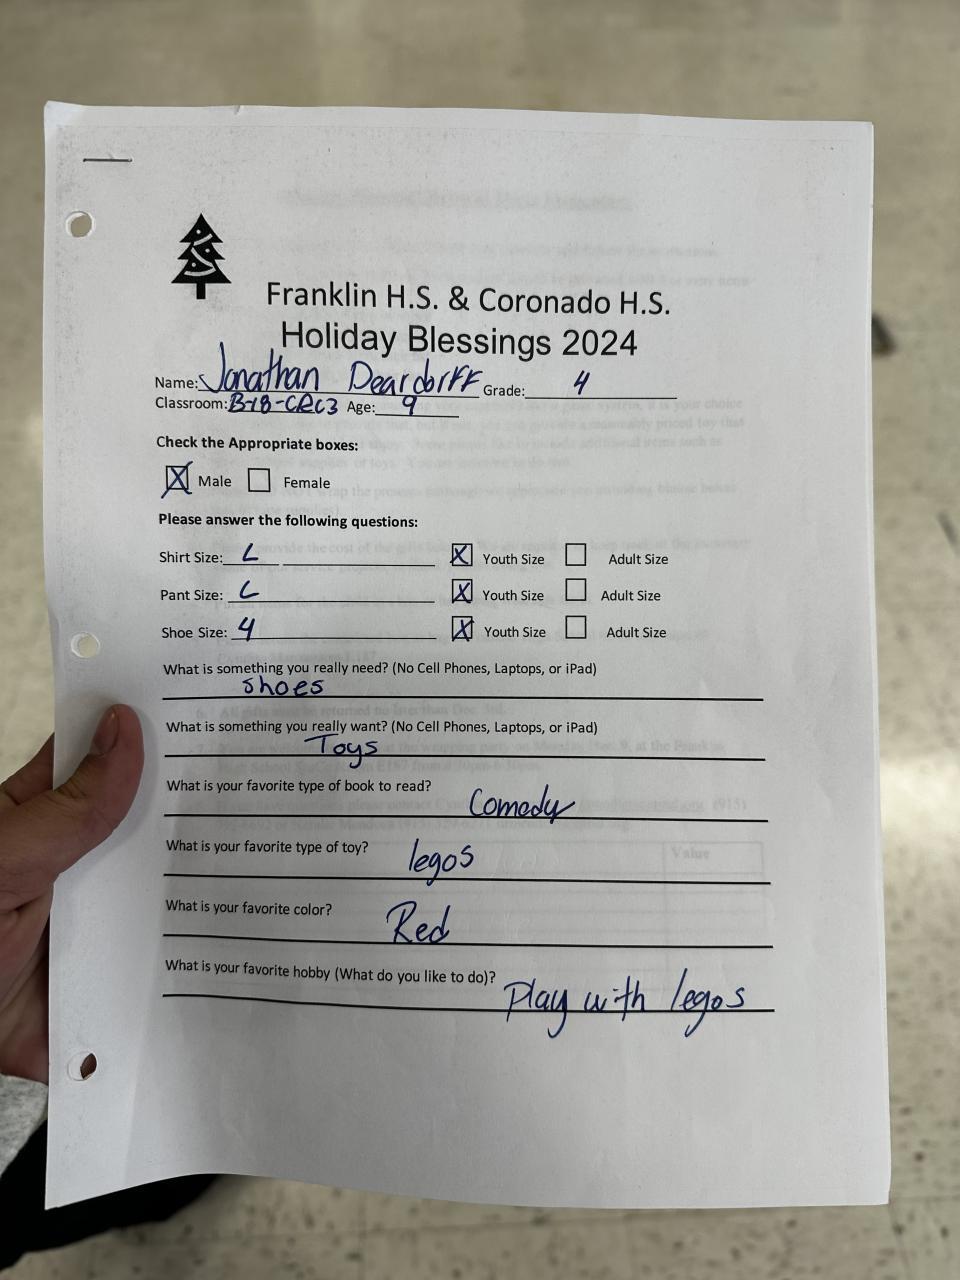 Franklin H.S. & Coronado H.S.
Holiday Blessings 2024
Name: Jonathan Deardorff Grade: 4
Classroom: B-18-CRC3 Age: 9
Check the Appropriate boxes:
Male Female
Please answer the following questions:
Shirt Size: L Youth Size Adult Size
Pant Size: L Youth Size Adult Size
Shoe Size: 4 Youth Size Adult Size
What is something you really need? (No Cell Phones, Laptops, or iPad)
shoes
What is something you really want? (No Cell Phones, Laptops, or iPad)
Toys
What is your favorite type of book to read?
Comedy
What is your favorite type of toy?
legos
What is your favorite color?
Red
What is your favorite hobby (What do you like to do)?
Play with legos